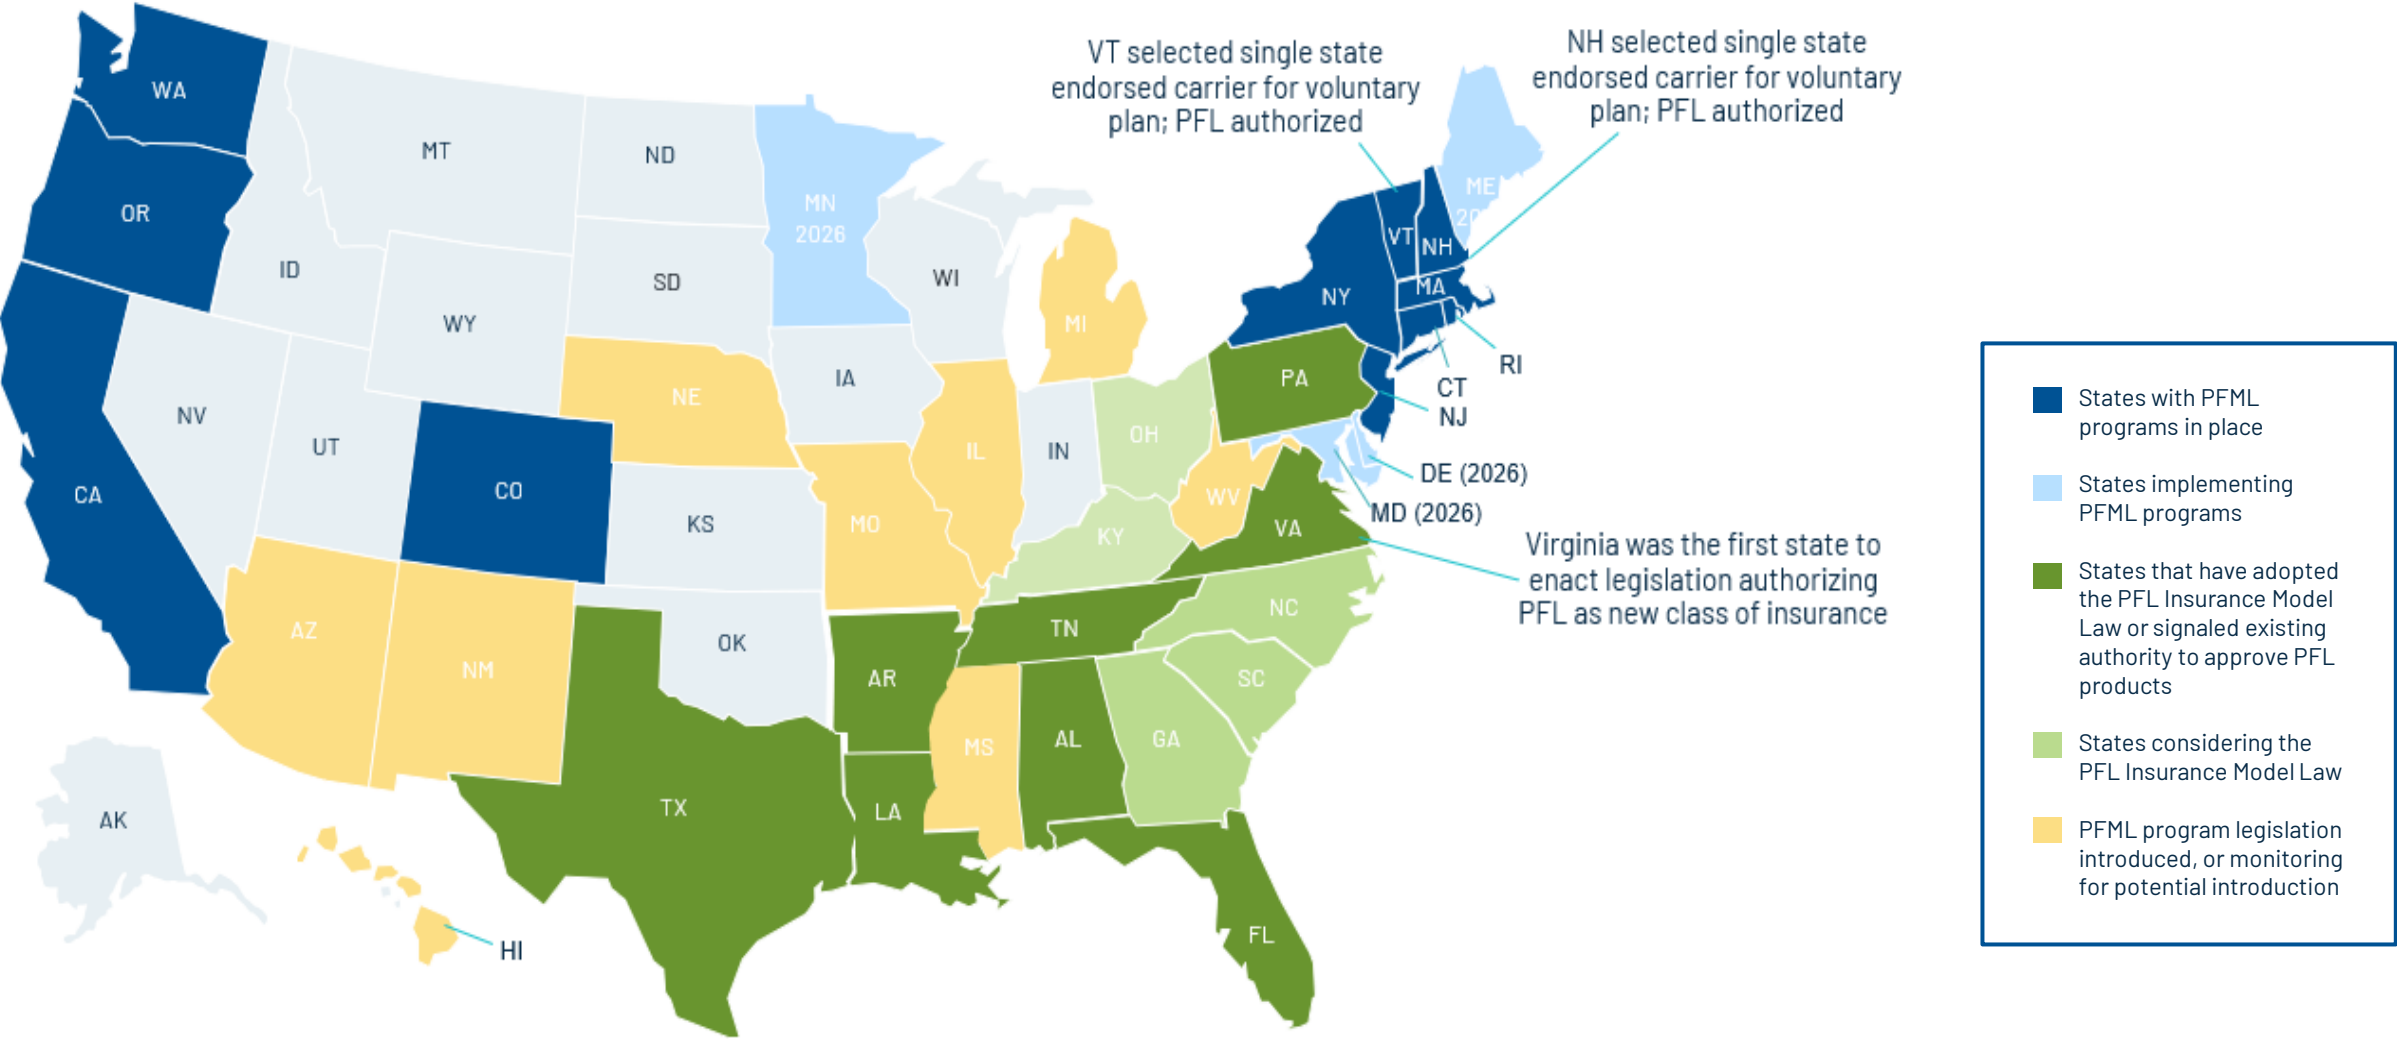 VT selected single state
endorsed carrier for voluntary
plan; PFL authorized
NH selected single state
endorsed carrier for voluntary
plan; PFL authorized
WA
MT
ND
MN
2026
ME
OR
ID
SD
WI
VT
NH
MA
NY
WY
MI
RI
CT
NJ
NE
IA
PA
NV
UT
CO
IL
IN
OH
DE (2026)
MD (2026)
CA
KS
MO
WV
KY
VA
Virginia was the first state to
enact legislation authorizing
PFL as new class of insurance
AZ
NM
OK
TN
NC
AR
SC
MS
AL
GA
TX
LA
AK
HI
FL
States with PFML
programs in place
States implementing
PFML programs
States that have adopted
the PFL Insurance Model
Law or signaled existing
authority to approve PFL
products
States considering the
PFL Insurance Model Law
PFML program legislation
introduced, or monitoring
for potential introduction